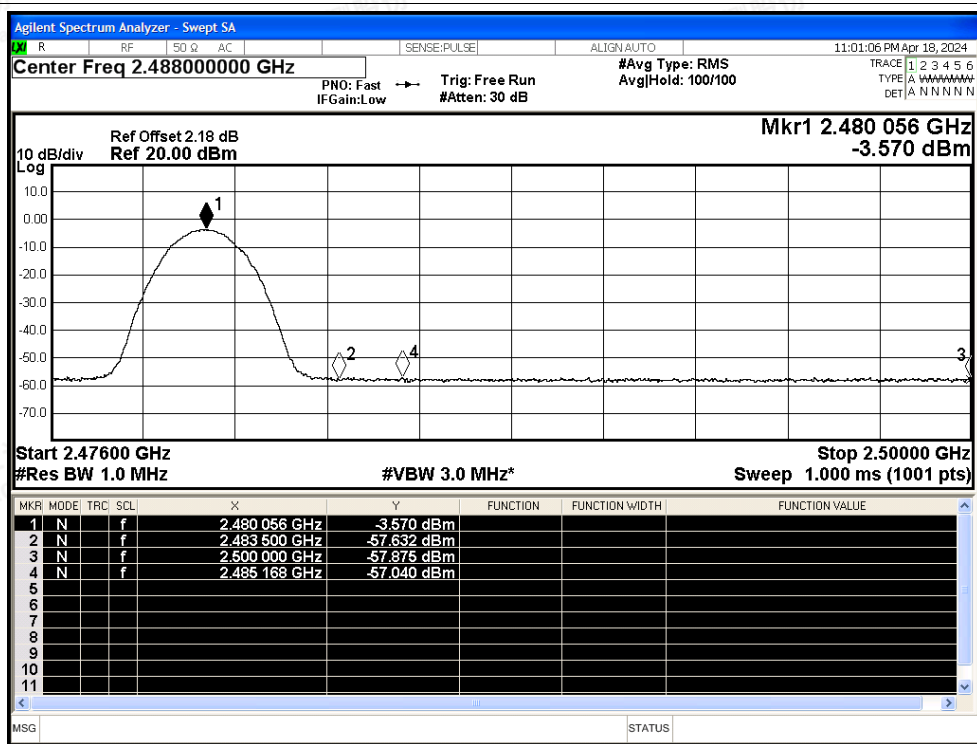 Agilent Spectrum Analyzer - Swept SA
LXI R RF 50 Ω AC SENSE:PULSE ALIGN AUTO 11:01:06 PM Apr 18, 2024
Center Freq 2.488000000 GHz
PNO: Fast
IFGain:Low
Trig: Free Run
#Atten: 30 dB
#Avg Type: RMS
Avg|Hold: 100/100
TRACE 1 2 3 4 5 6
TYPE A WWWWW
DET A N N N N N
Ref Offset 2.18 dB
10 dB/div Ref 20.00 dBm
Log
Mkr1 2.480 056 GHz
-3.570 dBm
10.0
0.00
-10.0
-20.0
-30.0
-40.0
-50.0
-60.0
-70.0
1
2
4
3
Start 2.47600 GHz Stop 2.50000 GHz
#Res BW 1.0 MHz #VBW 3.0 MHz* Sweep 1.000 ms (1001 pts)
MKR MODE TRC SCL X Y FUNCTION FUNCTION WIDTH FUNCTION VALUE
1 N f 2.480 056 GHz -3.570 dBm
2 N f 2.483 500 GHz -57.632 dBm
3 N f 2.500 000 GHz -57.875 dBm
4 N f 2.485 168 GHz -57.040 dBm
5
6
7
8
9
10
11
MSG STATUS